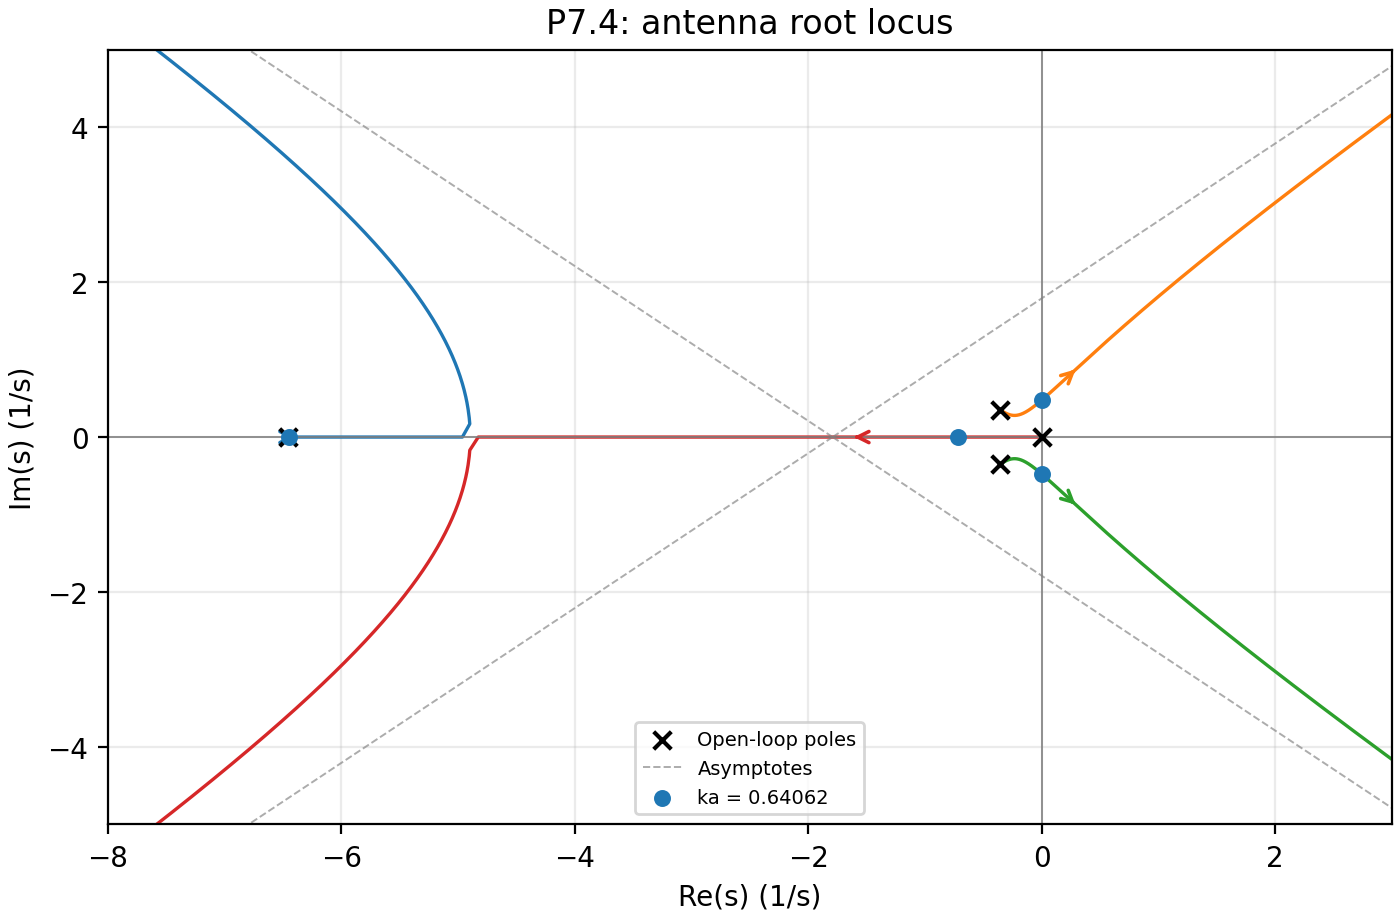 P7.4: antenna root locus
Im(s) (1/s)
4
2
0
−2
−4
Open-loop poles
Asymptotes
ka = 0.64062
−8
−6
−4
−2
0
2
Re(s) (1/s)